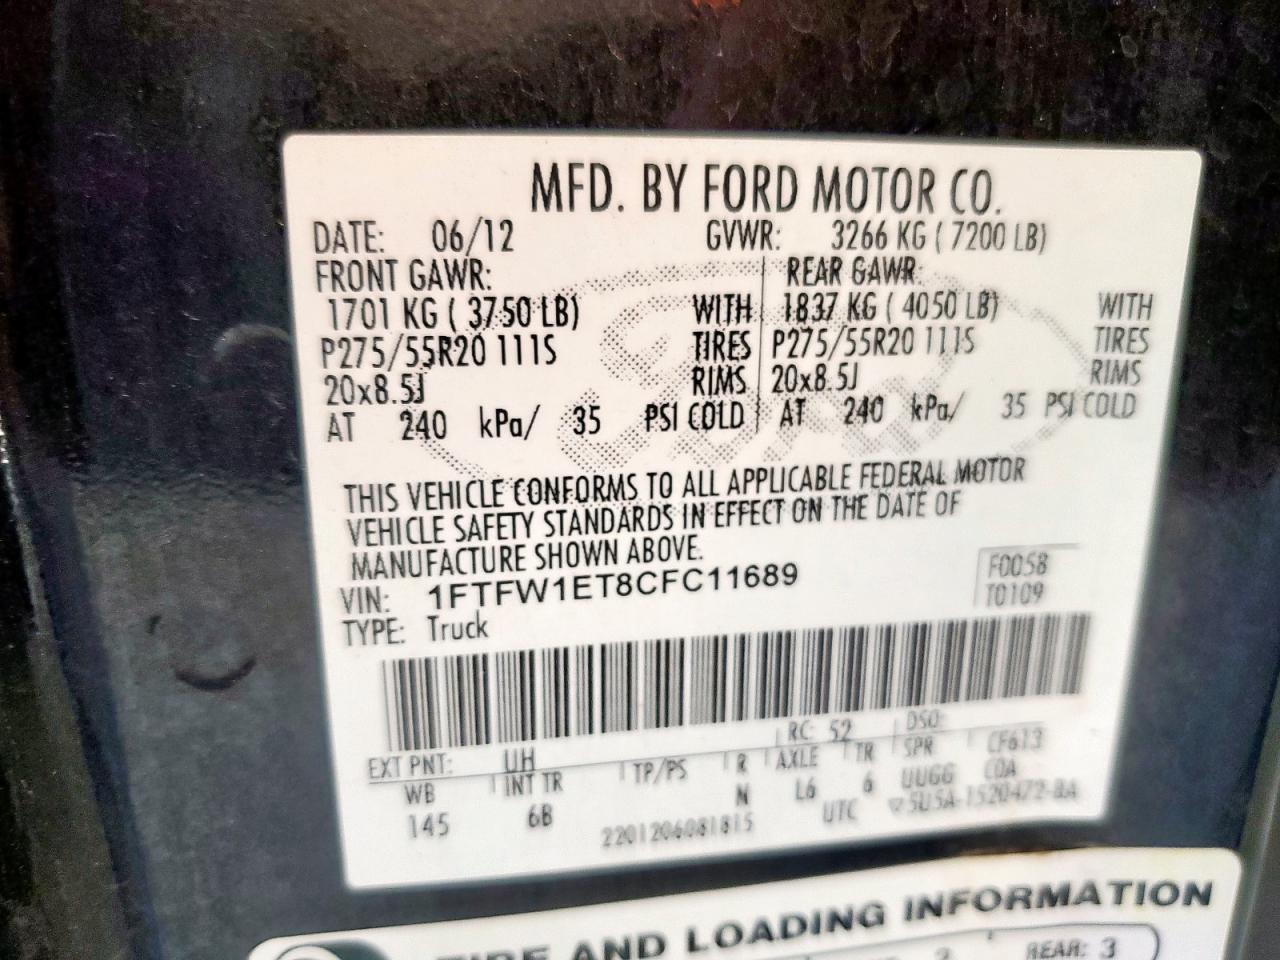 MFD. BY FORD MOTOR CO.
DATE: 06/12 GVWR: 3266 KG ( 7200 LB)
FRONT GAWR: REAR GAWR:
1701 KG ( 3750 LB) WITH 1837 KG ( 4050 LB) WITH
P275/55R20 111S TIRES P275/55R20 111S TIRES
20x8.5J RIMS 20x8.5J RIMS
AT 240 kPa/ 35 PSI COLD AT 240 kPa/ 35 PSI COLD
THIS VEHICLE CONFORMS TO ALL APPLICABLE FEDERAL MOTOR
VEHICLE SAFETY STANDARDS IN EFFECT ON THE DATE OF
MANUFACTURE SHOWN ABOVE.
VIN: 1FTFW1ET8CFC11689
F0058
T0109
TYPE: Truck
EXT PNT: UH RC: 52 DSO: CF613
WB INT TR TP/PS R AXLE TR SPR COA
145 6B N L6 6 UUGG
2201206081815 UTC 5U5A-1520472-BA
AND LOADING INFORMATION
REAR: 3